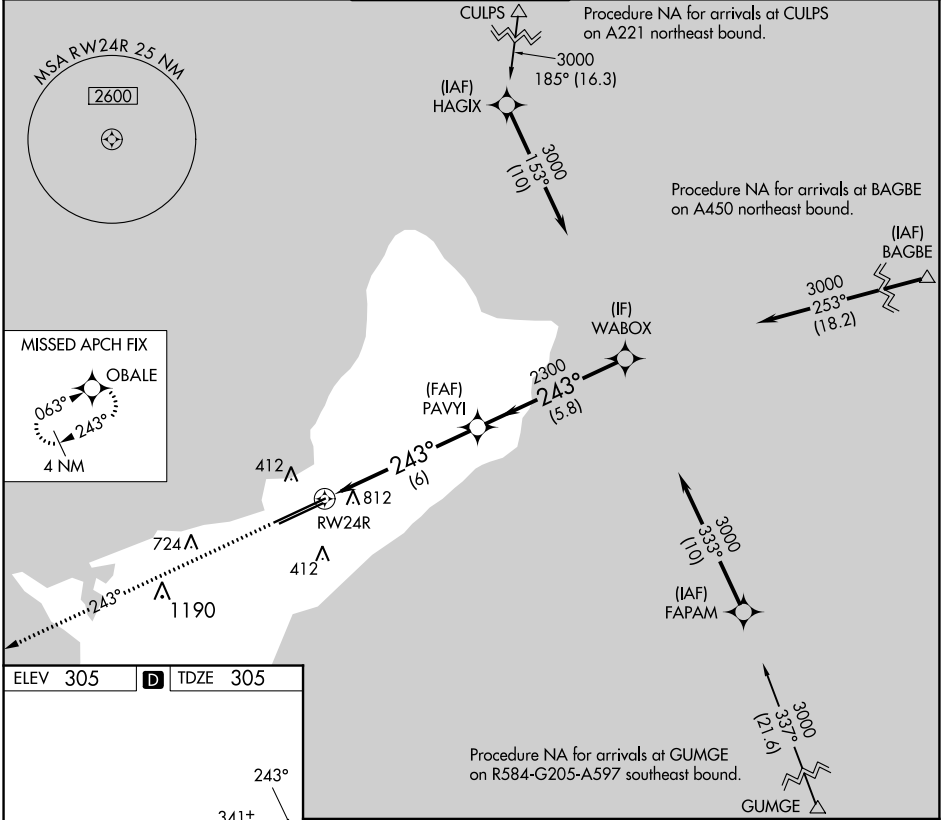 CULPS
Procedure NA for arrivals at CULPS
on A221 northeast bound.
MSA RW24R 25 NM
2600
3000
185° (16.3)
(IAF)
HAGIX
3000
153°
(10)
Procedure NA for arrivals at BAGBE
on A450 northeast bound.
(IAF)
BAGBE
3000
253°
(18.2)
(IF)
WABOX
MISSED APCH FIX
OBALE
063°
243°
4 NM
2300
243°
(5.8)
(FAF)
PAVYI
243°
(6)
412
812
RW24R
724
412
243°
1190
3000
333°
(10)
(IAF)
FAPAM
ELEV 305
D
TDZE 305
3000
337°
(21.6)
Procedure NA for arrivals at GUMGE
on R584-G205-A597 southeast bound.
GUMGE
243°
341±